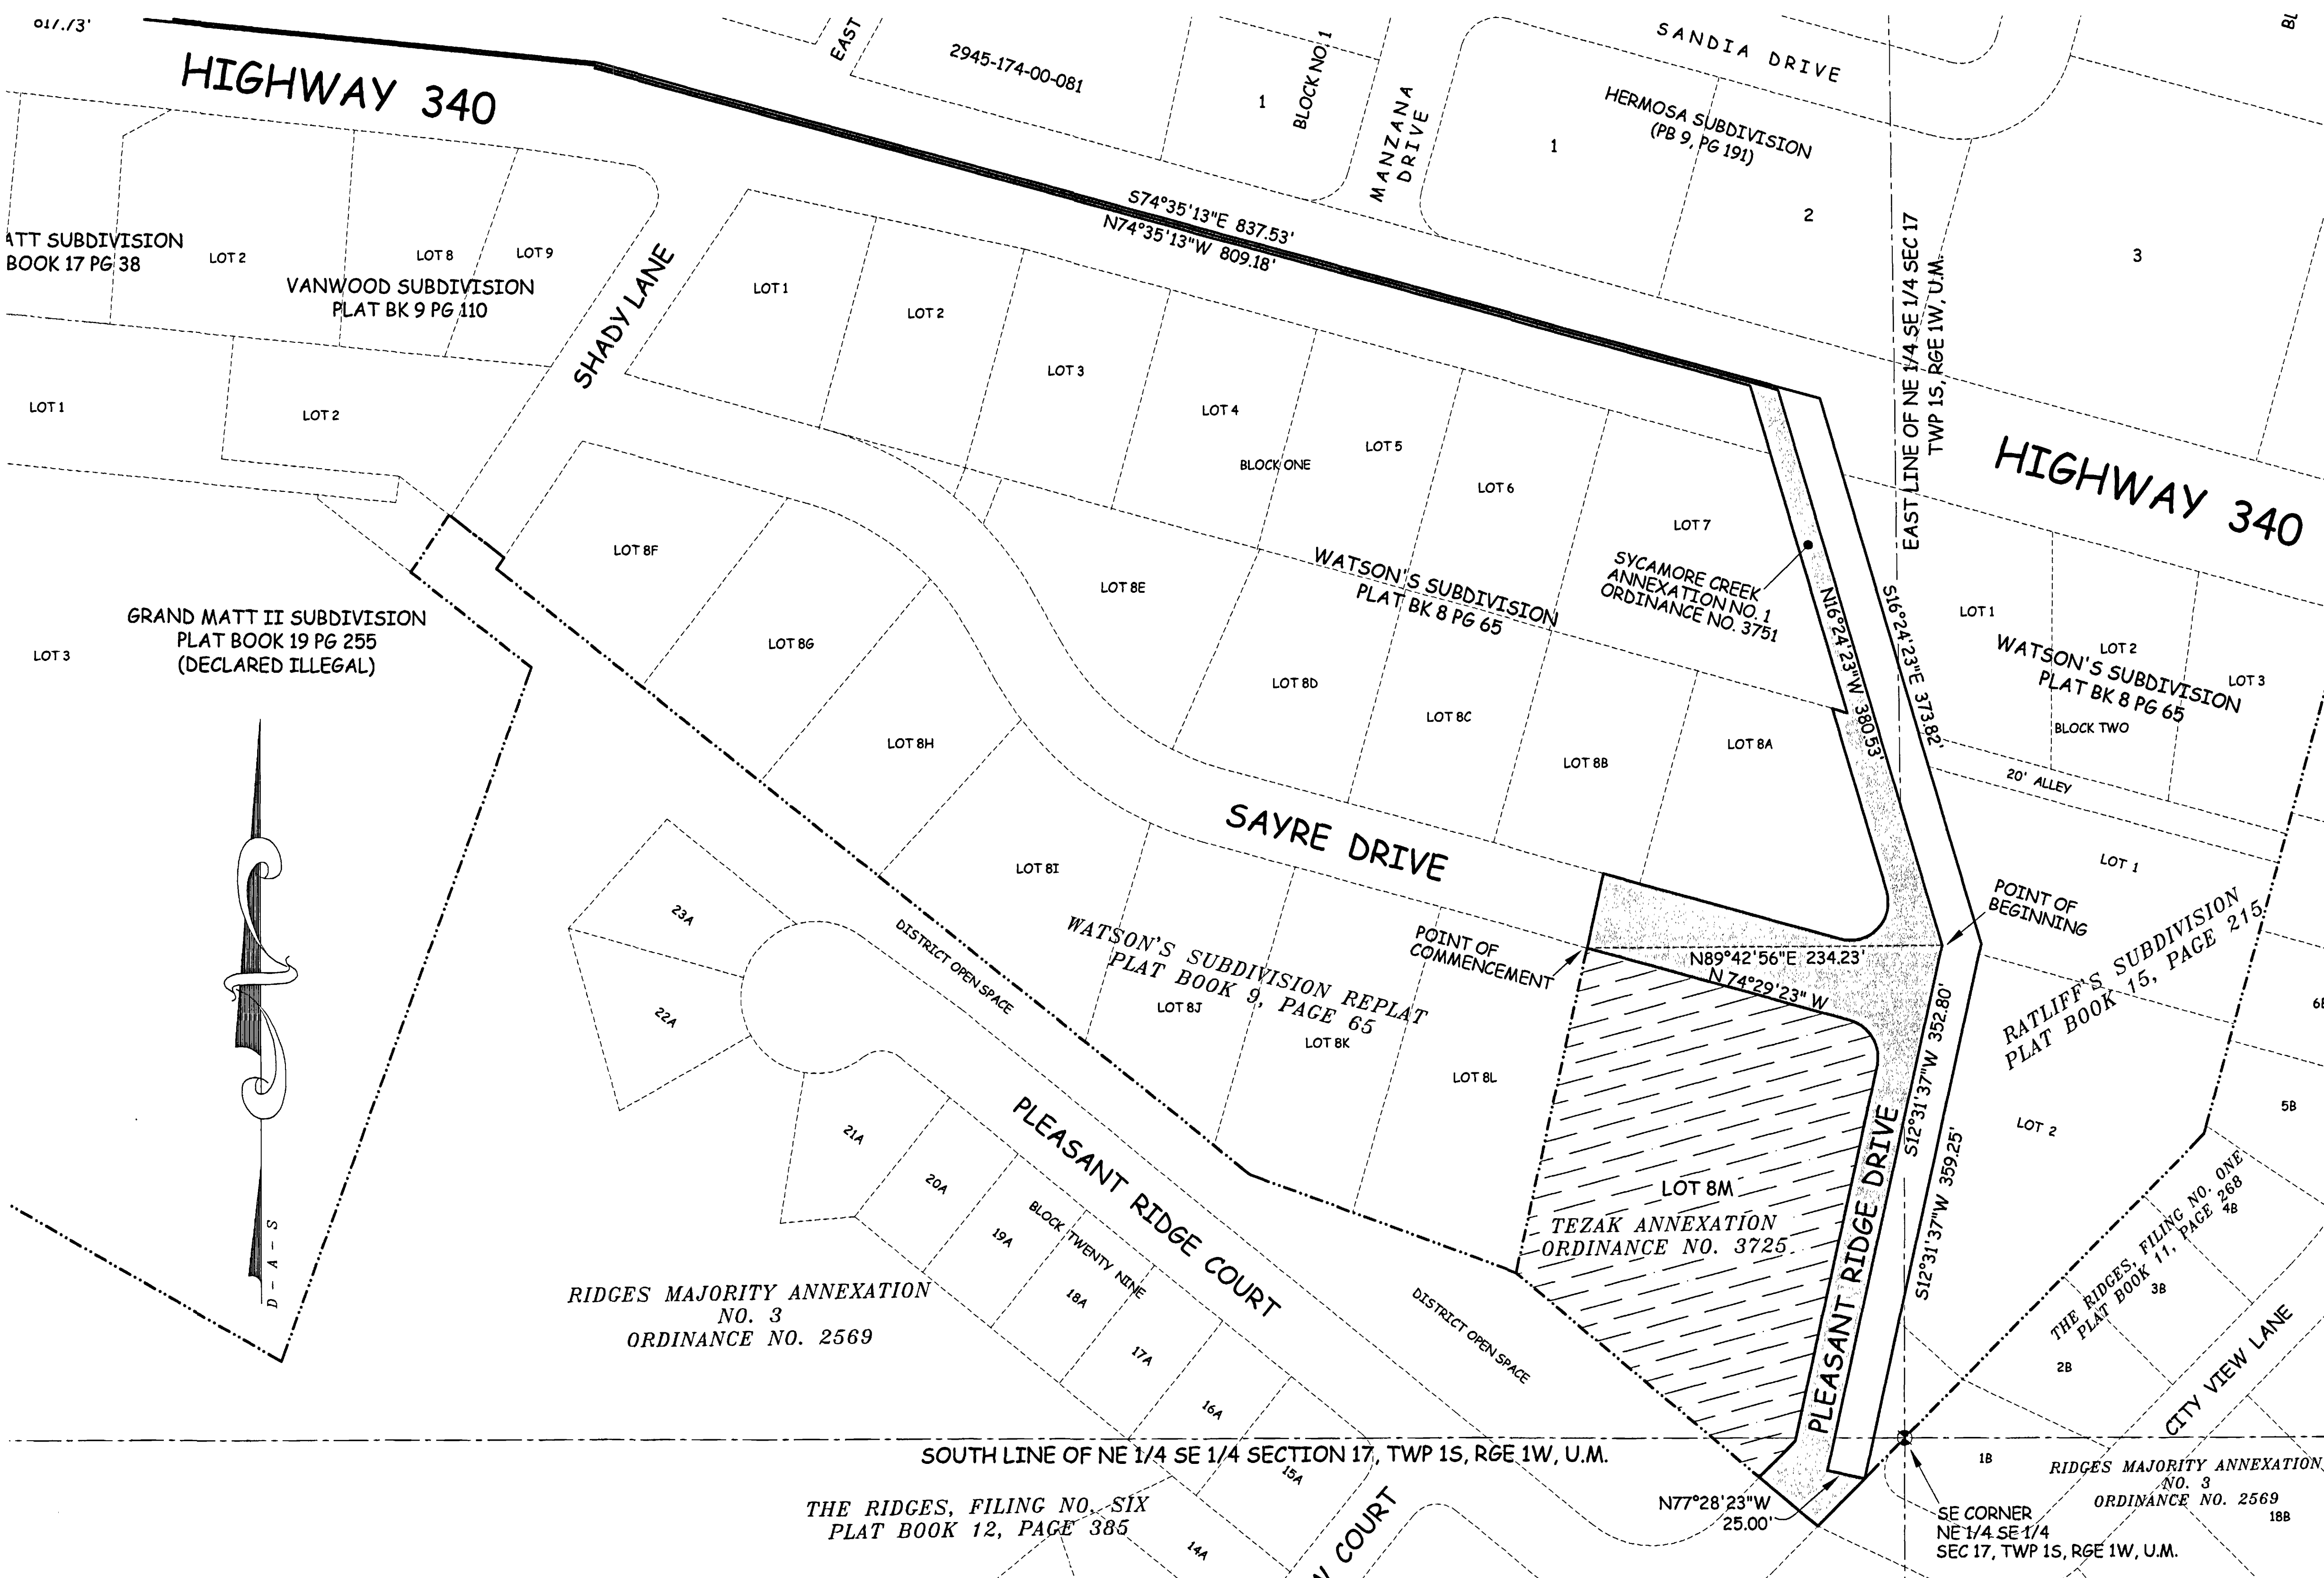 HIGHWAY 340
EAST
2945-174-00-081
1
BLOCK NO. 1
MANZANA
DRIVE
SANDIA DRIVE
HERMOSA SUBDIVISION
(PB 9, PG 191)
1
2
3
S74°35'13"E 837.53'
N74°35'13"W 809.18'
EAST LINE OF NE 1/4 SE 1/4 SEC 17
TWP 1S, RGE 1W, U.M.
HIGHWAY 340
ATT SUBDIVISION
BOOK 17 PG 38
LOT 2
LOT 8
LOT 9
VANWOOD SUBDIVISION
PLAT BK 9 PG 110
SHADY LANE
LOT 1
LOT 2
LOT 1
LOT 2
LOT 3
LOT 4
BLOCK ONE
LOT 5
LOT 6
LOT 7
SYCAMORE CREEK
ANNEXATION NO. 1
ORDINANCE NO. 3751
N16°24'23"W 380.53'
S16°24'23"E 373.82'
LOT 1
LOT 2
LOT 3
WATSON'S SUBDIVISION
PLAT BK 8 PG 65
BLOCK TWO
20' ALLEY
LOT 8F
LOT 8G
LOT 8H
LOT 8E
LOT 8D
LOT 8C
LOT 8B
LOT 8A
WATSON'S SUBDIVISION
PLAT BK 8 PG 65
GRAND MATT II SUBDIVISION
PLAT BOOK 19 PG 255
(DECLARED ILLEGAL)
LOT 3
SAYRE DRIVE
LOT 8I
LOT 8J
LOT 8K
LOT 8L
WATSON'S SUBDIVISION REPLAT
PLAT BOOK 9, PAGE 65
POINT OF
COMMENCEMENT
N89°42'56"E 234.23'
N 74°29'23" W
POINT OF
BEGINNING
LOT 1
RATLIFF'S SUBDIVISION
PLAT BOOK 15, PAGE 215
LOT 2
5B
S12°31'37"W 352.80'
S12°31'37"W 359.25'
PLEASANT RIDGE DRIVE
LOT 8M
TEZAK ANNEXATION
ORDINANCE NO. 3725
23A
22A
DISTRICT OPEN SPACE
PLEASANT RIDGE COURT
21A
20A
19A
18A
17A
16A
15A
14A
BLOCK TWENTY NINE
DISTRICT OPEN SPACE
D-A-S
RIDGES MAJORITY ANNEXATION
NO. 3
ORDINANCE NO. 2569
SOUTH LINE OF NE 1/4 SE 1/4 SECTION 17, TWP 1S, RGE 1W, U.M.
THE RIDGES, FILING NO. SIX
PLAT BOOK 12, PAGE 385
COURT
N77°28'23"W
25.00'
THE RIDGES, FILING NO. ONE
PLAT BOOK 11, PAGE 268
4B
3B
2B
1B
CITY VIEW LANE
RIDGES MAJORITY ANNEXATION
NO. 3
ORDINANCE NO. 2569
18B
SE CORNER
NE 1/4 SE 1/4
SEC 17, TWP 1S, RGE 1W, U.M.